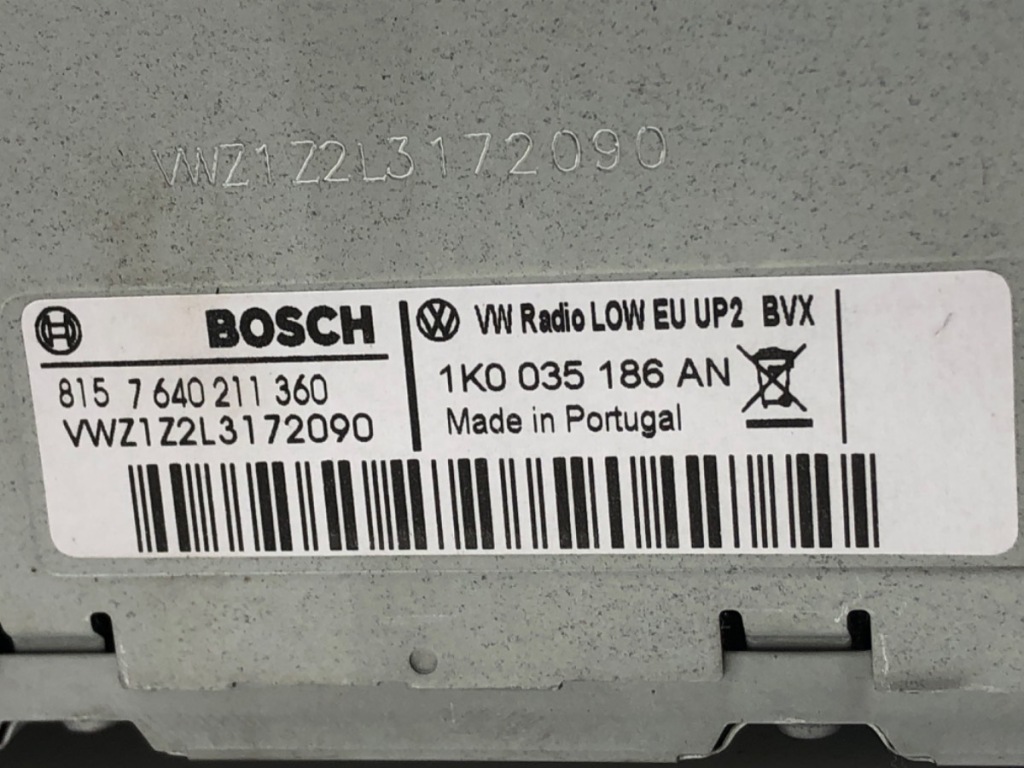 VWZ1Z2L3172090
BOSCH
815 7 640 211 360
VWZ1Z2L3172090
VW Radio LOW EU UP2 BVX
1K0 035 186 AN
Made in Portugal